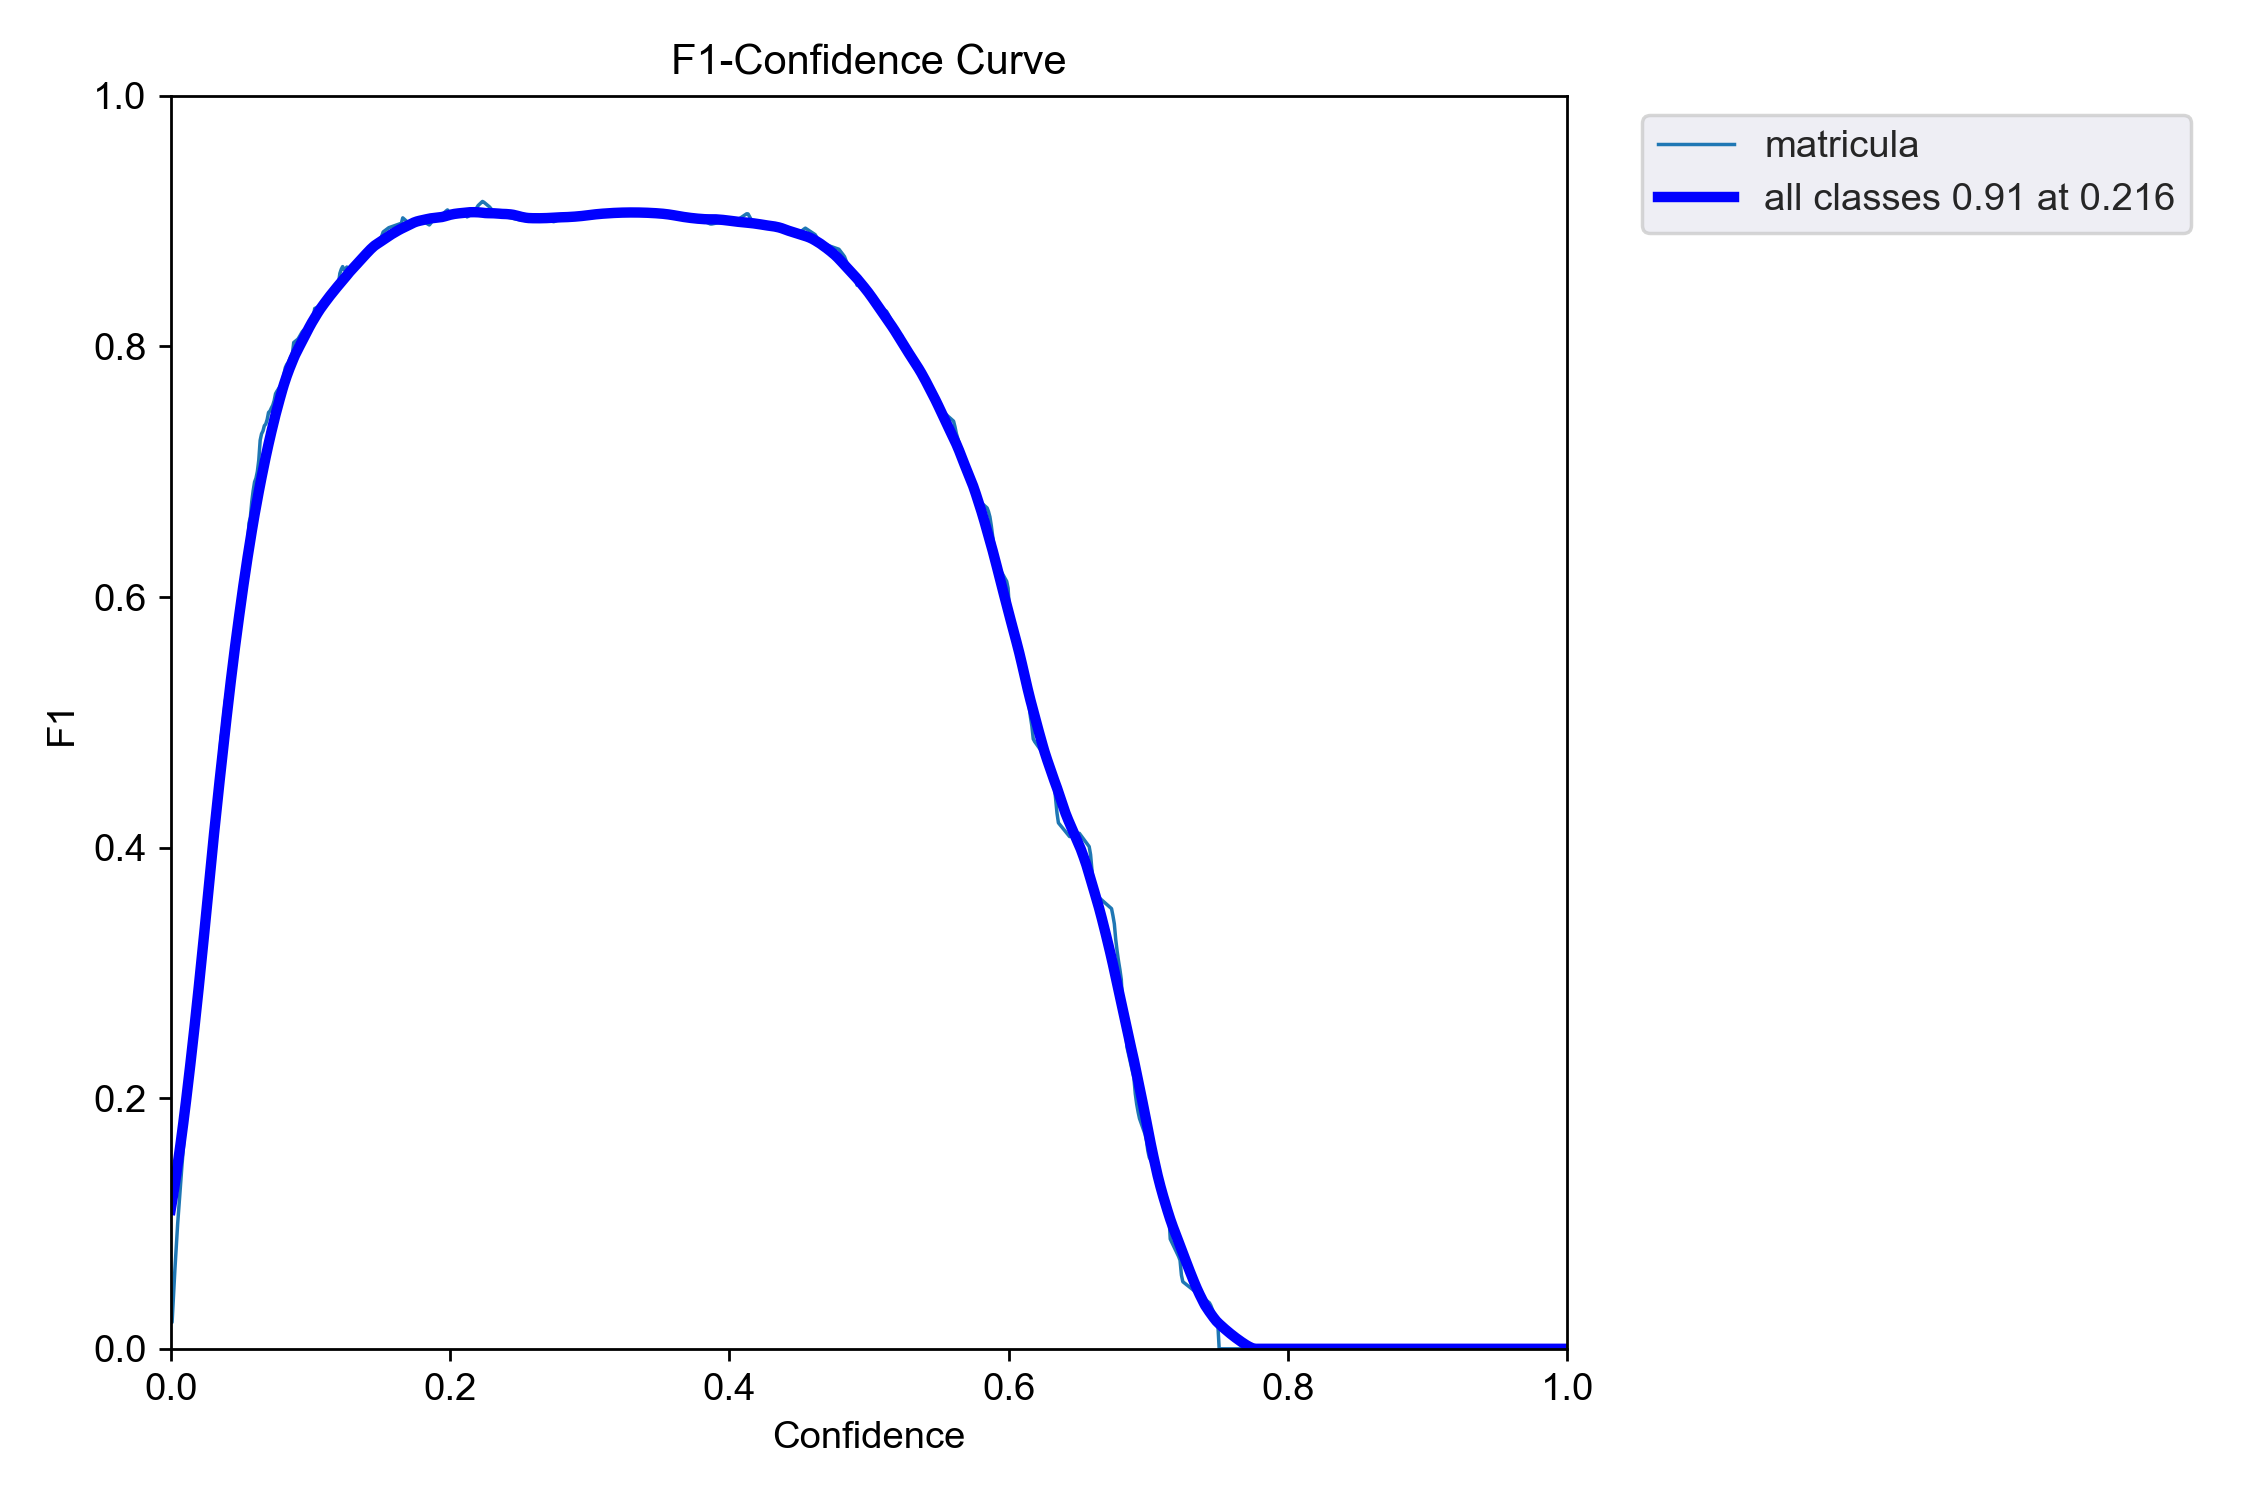 F1-Confidence Curve
1.0
0.8
0.6
0.4
0.2
0.0
F1
0.0 0.2 0.4 0.6 0.8 1.0
Confidence
matricula
all classes 0.91 at 0.216